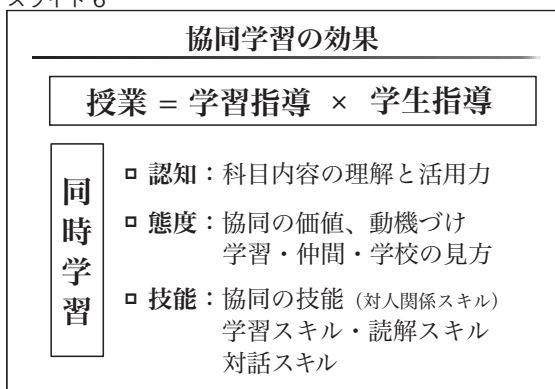 スライド 6
協同学習の効果
授業 = 学習指導 × 学生指導
同時学習
認知：科目内容の理解と活用力
態度：協同の価値、動機づけ
学習・仲間・学校の見方
技能：協同の技能（対人関係スキル）
学習スキル・読解スキル
対話スキル